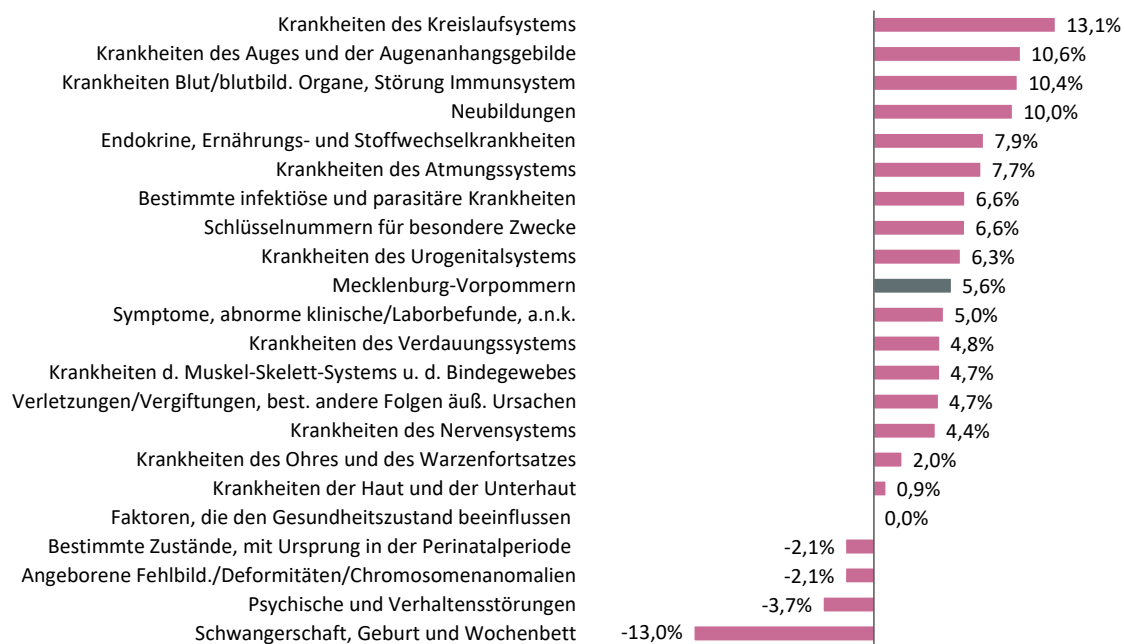 Krankheiten des Kreislaufsystems 13,1%
Krankheiten des Auges und der Augenanhangsgebilde 10,6%
Krankheiten Blut/blutbild. Organe, Störung Immunsystem 10,4%
Neubildungen 10,0%
Endokrine, Ernährungs- und Stoffwechselkrankheiten 7,9%
Krankheiten des Atmungssystems 7,7%
Bestimmte infektiöse und parasitäre Krankheiten 6,6%
Schlüsselnummern für besondere Zwecke 6,6%
Krankheiten des Urogenitalsystems 6,3%
Mecklenburg-Vorpommern 5,6%
Symptome, abnorme klinische/Laborbefunde, a.n.k. 5,0%
Krankheiten des Verdauungssystems 4,8%
Krankheiten d. Muskel-Skelett-Systems u. d. Bindegewebes 4,7%
Verletzungen/Vergiftungen, best. andere Folgen äuß. Ursachen 4,7%
Krankheiten des Nervensystems 4,4%
Krankheiten des Ohres und des Warzenfortsatzes 2,0%
Krankheiten der Haut und der Unterhaut 0,9%
Faktoren, die den Gesundheitszustand beeinflussen 0,0%
Bestimmte Zustände, mit Ursprung in der Perinatalperiode -2,1%
Angeborene Fehlbild./Deformitäten/Chromosomenanomalien -2,1%
Psychische und Verhaltensstörungen -3,7%
Schwangerschaft, Geburt und Wochenbett -13,0%